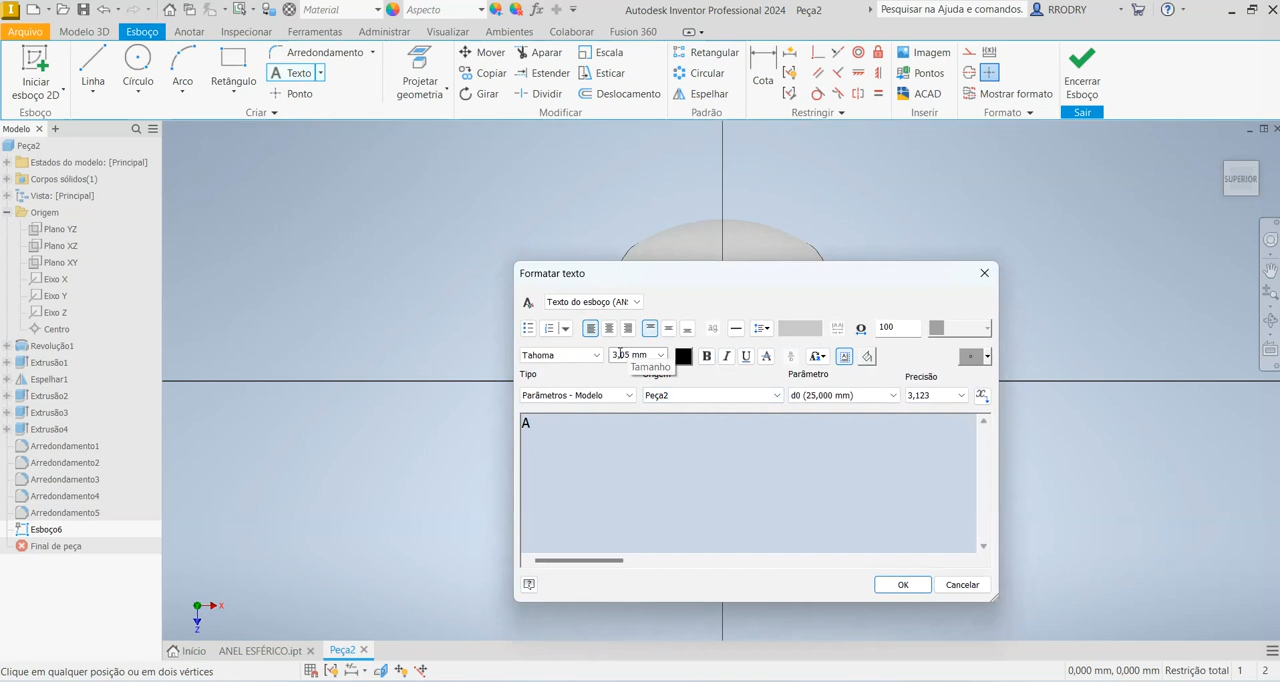 Material
Aspecto
Autodesk Inventor Professional 2024
Peça2
Pesquisar na Ajuda e comandos.
RRODRY
Arquivo
Modelo 3D
Esboço
Anotar
Inspecionar
Ferramentas
Administrar
Visualizar
Ambientes
Colaborar
Fusion 360
Iniciar
esboço 2D
Linha
Círculo
Arco
Retângulo
Arredondamento
Texto
Ponto
Projetar
geometria
Mover
Copiar
Girar
Aparar
Estender
Dividir
Escala
Esticar
Deslocamento
Retangular
Circular
Espelhar
Cota
Imagem
Pontos
ACAD
Mostrar formato
Encerrar
Esboço
Esboço
Criar
Modificar
Padrão
Restringir
Inserir
Formato
Sair
Modelo
Peça2
Estados do modelo: [Principal]
Corpos sólidos(1)
Vista: [Principal]
Origem
Plano YZ
Plano XZ
Plano XY
Eixo X
Eixo Y
Eixo Z
Centro
Revolução1
Extrusão1
Espelhar1
Extrusão2
Extrusão3
Extrusão4
Arredondamento1
Arredondamento2
Arredondamento3
Arredondamento4
Arredondamento5
Esboço6
Final de peça
SUPERIOR
Formatar texto
Texto do esboço (AN
100
Tahoma
3,05 mm
Tamanho
Tipo
Parâmetro
Precisão
Parâmetros - Modelo
Peça2
d0 (25,000 mm)
3,123
A
OK
Cancelar
X
Z
Início
ANEL ESFÉRICO.ipt
Peça2
Clique em qualquer posição ou em dois vértices
0,000 mm, 0,000 mm
Restrição total
1
2